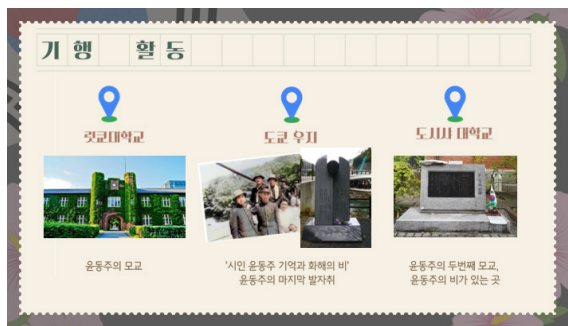 기행 활동
릿쿄대학교
도쿄 우지
도시샤 대학교
윤동주의 모교
'시인 윤동주 기억과 화해의 비'
윤동주의 마지막 발자취
윤동주의 두번째 모교,
윤동주의 비가 있는 곳